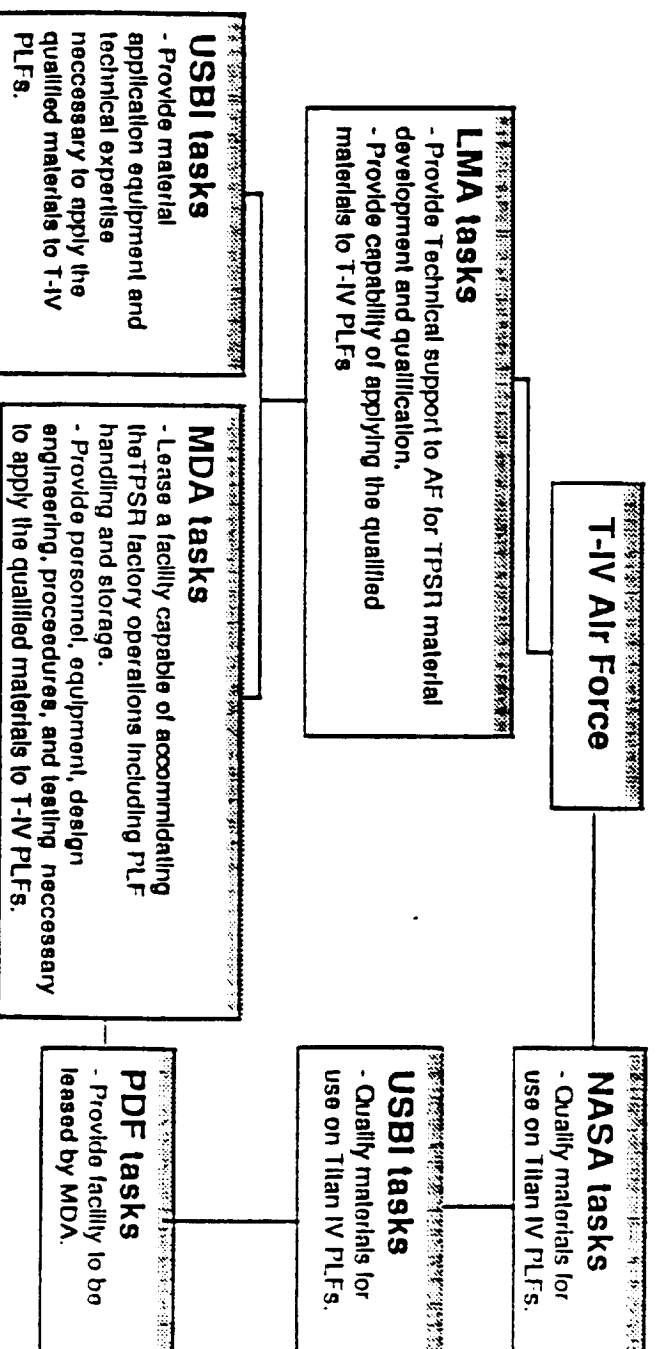 T-IV Air Force
LMA tasks
- Provide Technical support to AF for TPSR material
development and qualification.
- Provide capability of applying the qualified
materials to T-IV PLFs
NASA tasks
- Qualify materials for
use on Titan IV PLFs.
USBI tasks
- Provide material
application equipment and
technical expertise
neccessary to apply the
qualified materials to T-IV
PLFs.
MDA tasks
- Lease a facility capable of accommidating
theTPSR factory operations including PLF
handling and storage.
- Provide personnel, equipment, design
engineering, proceedures, and testing neccessary
to apply the qualified materials to T-IV PLFs.
USBI tasks
- Qualify materials for
use on Titan IV PLFs.
PDF tasks
- Provide facility to be
leased by MDA.